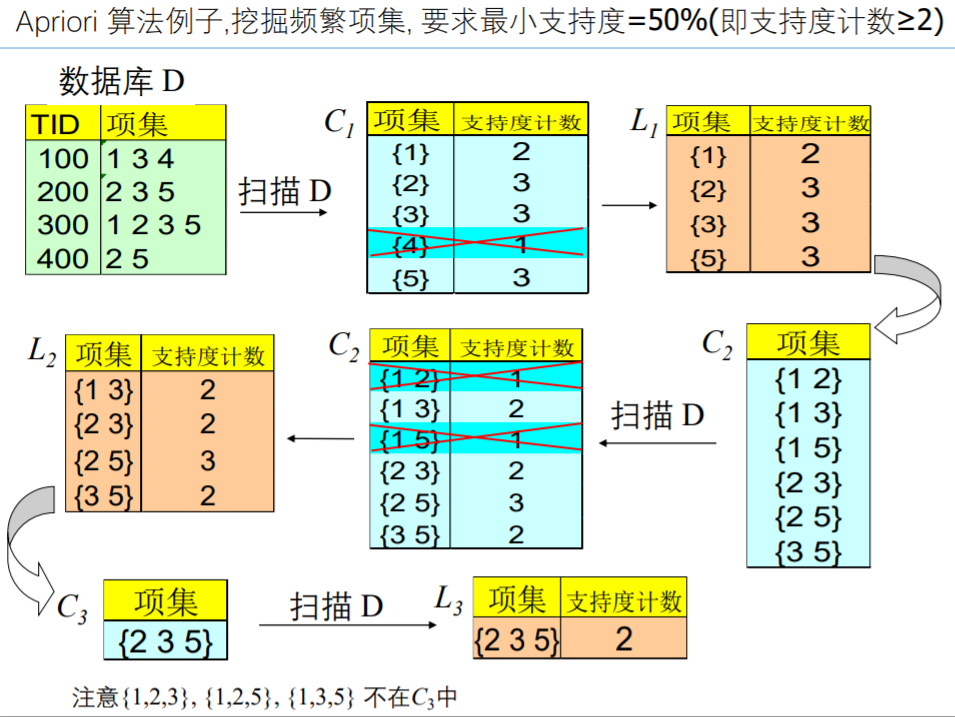 Apriori 算法例子,挖掘频繁项集, 要求最小支持度=50%(即支持度计数≥2)
数据库 D
TID 项集
100 1 3 4
200 2 3 5
300 1 2 3 5
400 2 5
扫描 D
C1 项集 支持度计数
{1} 2
{2} 3
{3} 3
{4} 1
{5} 3
L1 项集 支持度计数
{1} 2
{2} 3
{3} 3
{5} 3
L2 项集 支持度计数
{1 3} 2
{2 3} 2
{2 5} 3
{3 5} 2
C2 项集 支持度计数
{1 2} 1
{1 3} 2
{1 5} 1
{2 3} 2
{2 5} 3
{3 5} 2
扫描 D
C2 项集
{1 2}
{1 3}
{1 5}
{2 3}
{2 5}
{3 5}
C3 项集
{2 3 5}
扫描 D
L3 项集 支持度计数
{2 3 5} 2
注意{1,2,3}, {1,2,5}, {1,3,5} 不在C3中